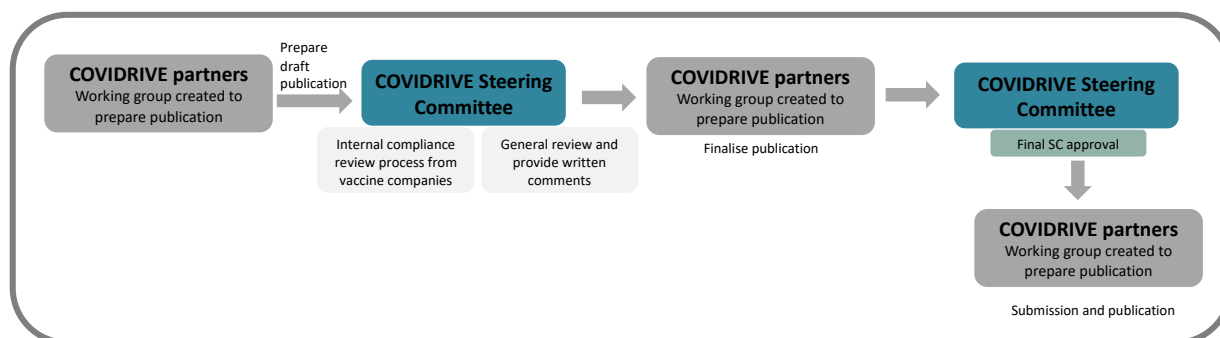 COVIDRIVE partners
Working group created to
prepare publication
Prepare
draft
publication
COVIDRIVE Steering
Committee
Internal compliance
review process from
vaccine companies
General review and
provide written
comments
COVIDRIVE partners
Working group created to
prepare publication
Finalise publication
COVIDRIVE Steering
Committee
Final SC approval
COVIDRIVE partners
Working group created to
prepare publication
Submission and publication